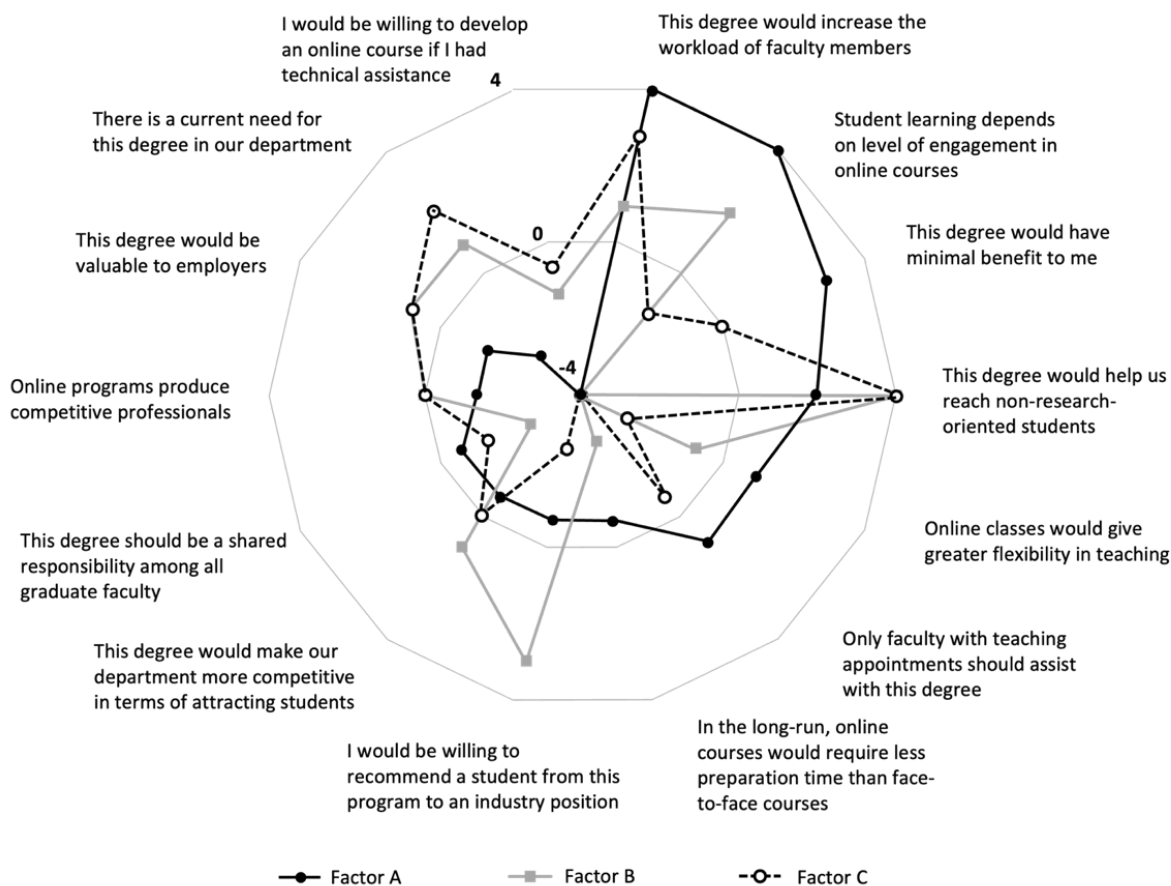 I would be willing to develop
an online course if I had
technical assistance
This degree would increase the
workload of faculty members
4
There is a current need for
this degree in our department
Student learning depends
on level of engagement in
online courses
This degree would be
valuable to employers
0
This degree would have
minimal benefit to me
Online programs produce
competitive professionals
-4
This degree would help us
reach non-research-
oriented students
This degree should be a shared
responsibility among all
graduate faculty
Online classes would give
greater flexibility in teaching
This degree would make our
department more competitive
in terms of attracting students
Only faculty with teaching
appointments should assist
with this degree
I would be willing to
recommend a student from this
program to an industry position
In the long-run, online
courses would require less
preparation time than face-
to-face courses
Factor A
Factor B
Factor C